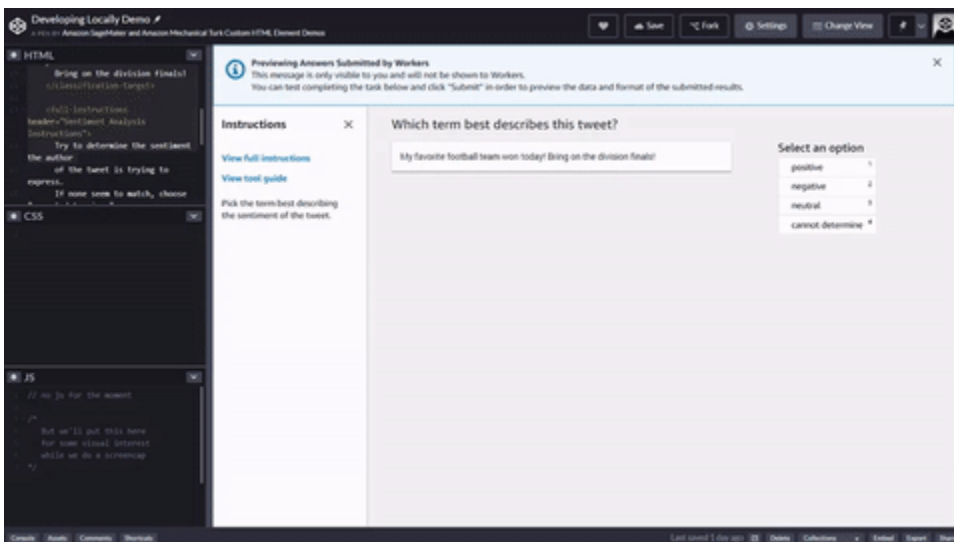 Developing Locally Demo
A PEN BY Amazon SageMaker and Amazon Mechanical Turk Custom HTML Element Demos
Save
Fork
Settings
Change View
HTML
Bring on the division finals!
</classification-target>
<full-instructions
header="Sentiment Analysis
Instructions">
Try to determine the sentiment
the author
of the tweet is trying to
express.
If none seem to match, choose
CSS
JS
// no js for the moment
/*
But we'll put this here
for some visual interest
while we do a screencap
*/
Previewing Answers Submitted by Workers
This message is only visible to you and will not be shown to Workers.
You can test completing the task below and click "Submit" in order to preview the data and format of the submitted results.
Instructions
View full instructions
View tool guide
Pick the term best describing
the sentiment of the tweet.
Which term best describes this tweet?
My favorite football team won today! Bring on the division finals!
Select an option
positive 1
negative 2
neutral 3
cannot determine 4
Console Assets Comments Shortcuts
Last saved 1 day ago Delete Collections Embed Export Share